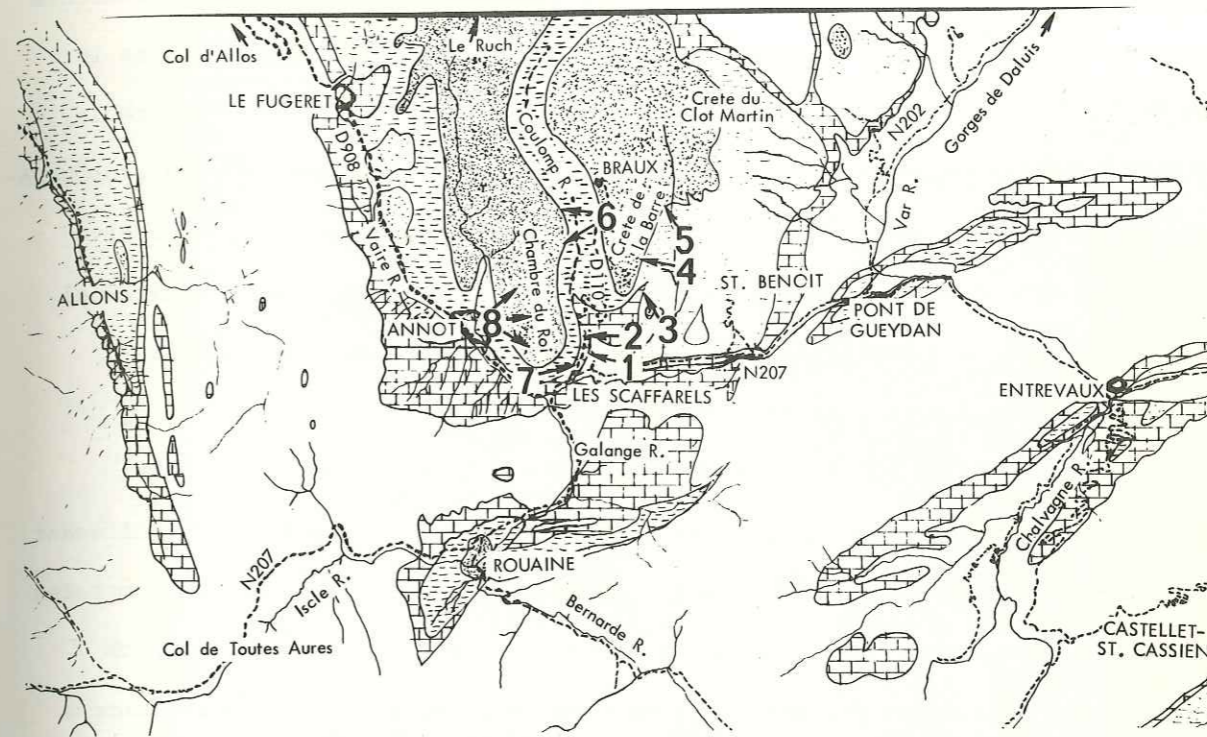 Col d'Allos
Le Ruch
LE FUGERET
D908
Coulomp R.
Crete du
Clot Martin
N202
Gorges de Daluis
BRAUX
Var R.
Vaire R.
Chambre du Roi
6
Crete de
la Barre
5
D110
4
ALLONS
ST. BENOIT
ANNOT
8
PONT DE
GUEYDAN
2
3
1
7
N207
LES SCAFFARELS
ENTREVAUX
Galange R.
Chalvagne R.
ROUAINE
N207
Iscle R.
Bernarde R.
Col de Toutes Aures
CASTELLET-
ST. CASSIEN